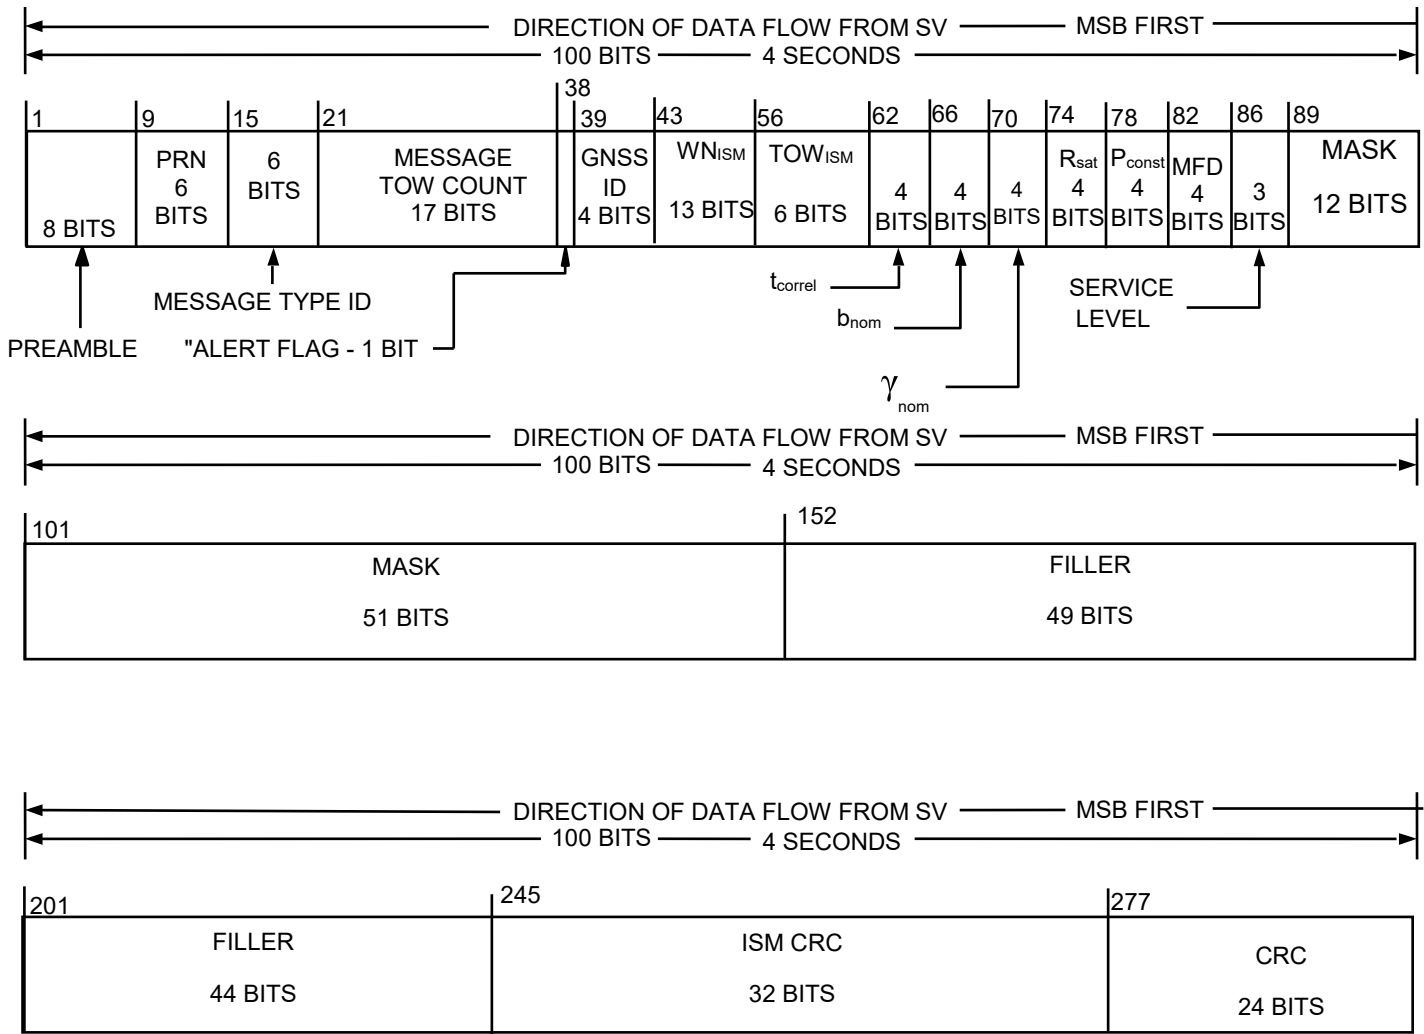 DIRECTION OF DATA FLOW FROM SV MSB FIRST
100 BITS 4 SECONDS
1 9 15 21 38 39 43 56 62 66 70 74 78 82 86 89
8 BITS
PRN
6
BITS
6
BITS
MESSAGE
TOW COUNT
17 BITS
GNSS
ID
4 BITS
WNISM
13 BITS
TOWISM
6 BITS
4
BITS
4
BITS
4
BITS
Rsat
4
BITS
Pconst
4
BITS
MFD
4
BITS
3
BITS
MASK
12 BITS
MESSAGE TYPE ID
PREAMBLE
"ALERT FLAG - 1 BIT
tcorrel
bnom
γnom
SERVICE
LEVEL
DIRECTION OF DATA FLOW FROM SV MSB FIRST
100 BITS 4 SECONDS
101 152
MASK
51 BITS
FILLER
49 BITS
DIRECTION OF DATA FLOW FROM SV MSB FIRST
100 BITS 4 SECONDS
201 245 277
FILLER
44 BITS
ISM CRC
32 BITS
CRC
24 BITS